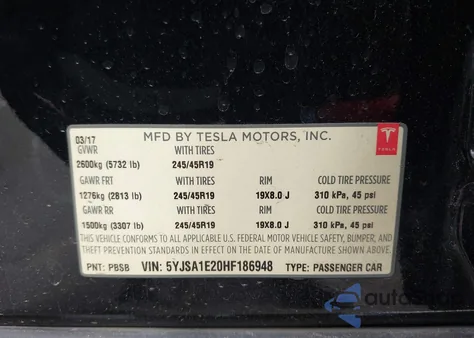 MFD BY TESLA MOTORS, INC.
03/17
GVWR WITH TIRES
2600kg (5732 lb) 245/45R19
GAWR FRT WITH TIRES RIM COLD TIRE PRESSURE
1276kg (2813 lb) 245/45R19 19X8.0 J 310 kPa, 45 psi
GAWR RR WITH TIRES RIM COLD TIRE PRESSURE
1500kg (3307 lb) 245/45R19 19X8.0 J 310 kPa, 45 psi
THIS VEHICLE CONFORMS TO ALL APPLICABLE U.S. FEDERAL MOTOR VEHICLE SAFETY, BUMPER, AND
THEFT PREVENTION STANDARDS IN EFFECT ON THE DATE OF MANUFACTURE SHOWN ABOVE.
PNT: PBSB VIN: 5YJSA1E20HF186948 TYPE: PASSENGER CAR
TESLA